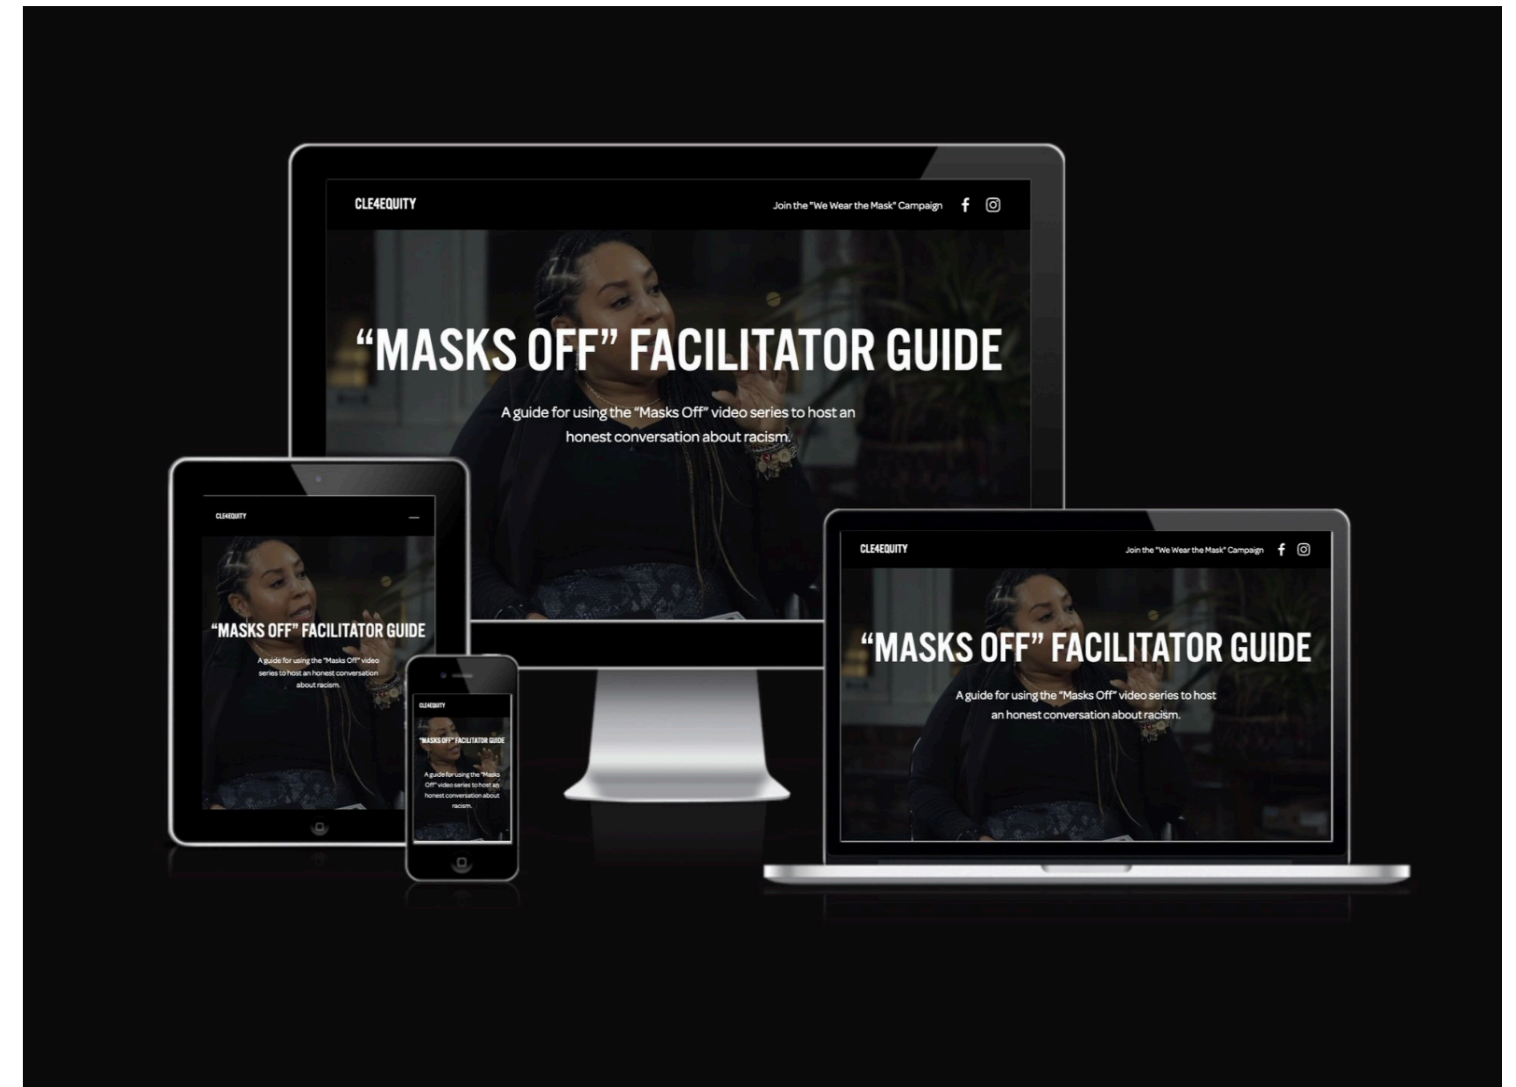 CLE4EQUITY
Join the "We Wear the Mask" Campaign
“MASKS OFF” FACILITATOR GUIDE
A guide for using the “Masks Off” video series to host an
honest conversation about racism.
CLE4EQUITY
“MASKS OFF” FACILITATOR GUIDE
A guide for using the “Masks Off” video
series to host an honest conversation
about racism.
CLE4EQUITY
“MASKS OFF” FACILITATOR GUIDE
A guide for using the “Masks
Off” video series to host an
honest conversation about
racism.
CLE4EQUITY
Join the "We Wear the Mask" Campaign
“MASKS OFF” FACILITATOR GUIDE
A guide for using the “Masks Off” video series to host
an honest conversation about racism.